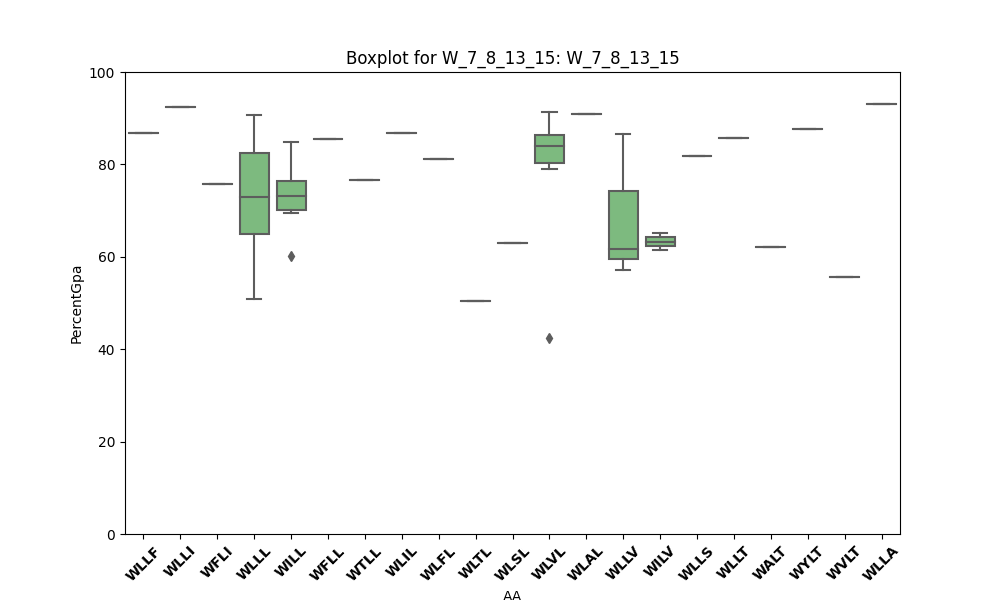 Boxplot for W_7_8_13_15: W_7_8_13_15
100
80
60
40
20
0
PercentGpa
WLLF WLLI WFLI WLLL WILL WFLL WTLL WLIL WLFL WLTL WLSL WLVL WLAL WLLV WILV WLLS WLLT WALT WYLT WVLT WLLA
AA